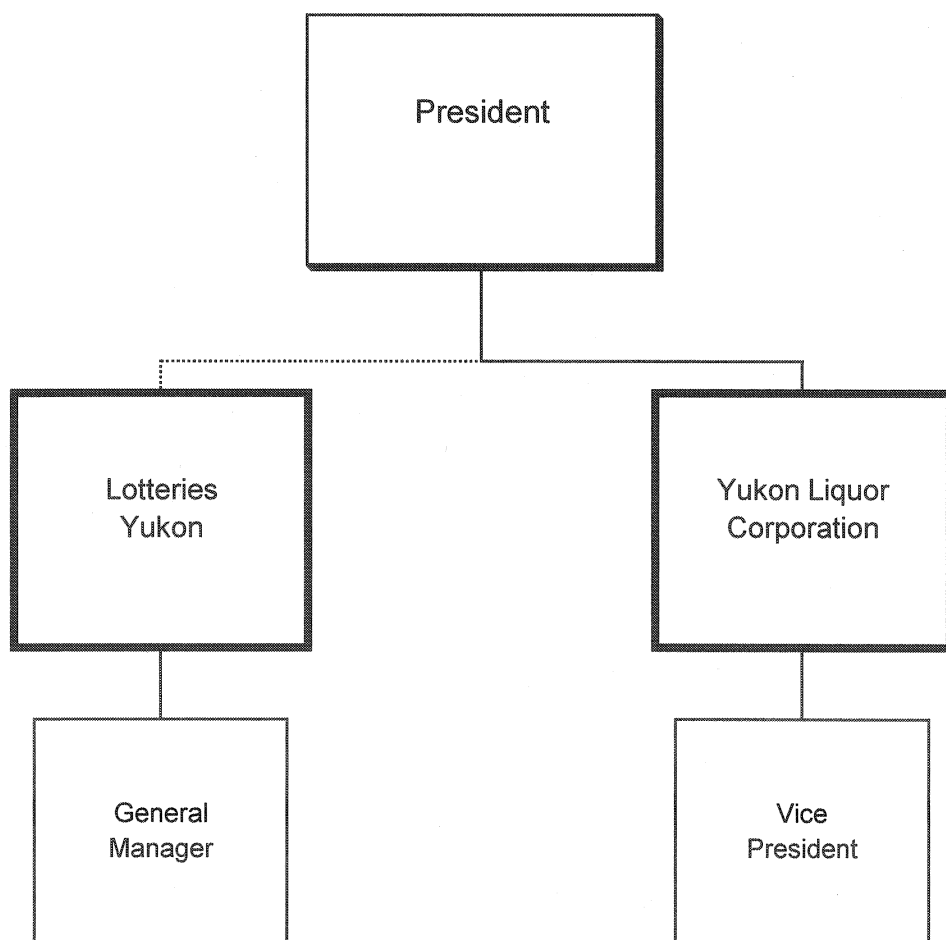 President
Lotteries
Yukon
Yukon Liquor
Corporation
General
Manager
Vice
President